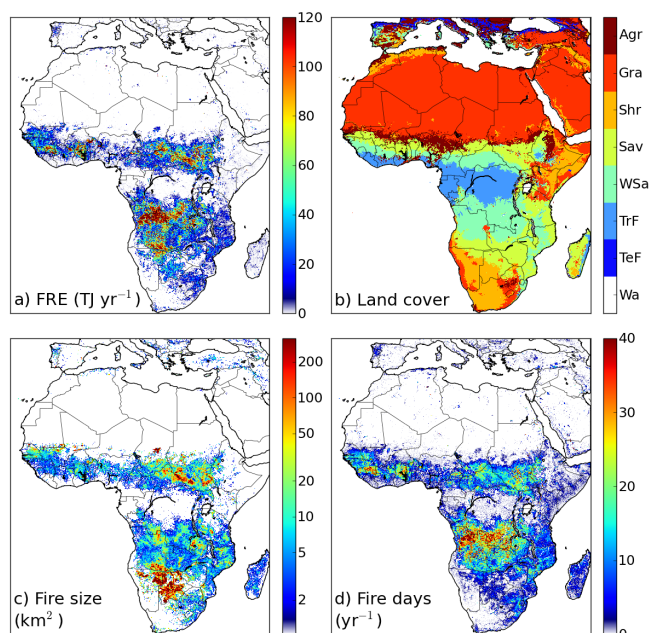 120
100
80
60
40
20
0
a) FRE (TJ yr⁻¹)
Agr
Gra
Shr
Sav
WSa
TrF
TeF
Wa
b) Land cover
200
100
50
20
10
5
2
c) Fire size
(km²)
40
30
20
10
0
d) Fire days
(yr⁻¹)